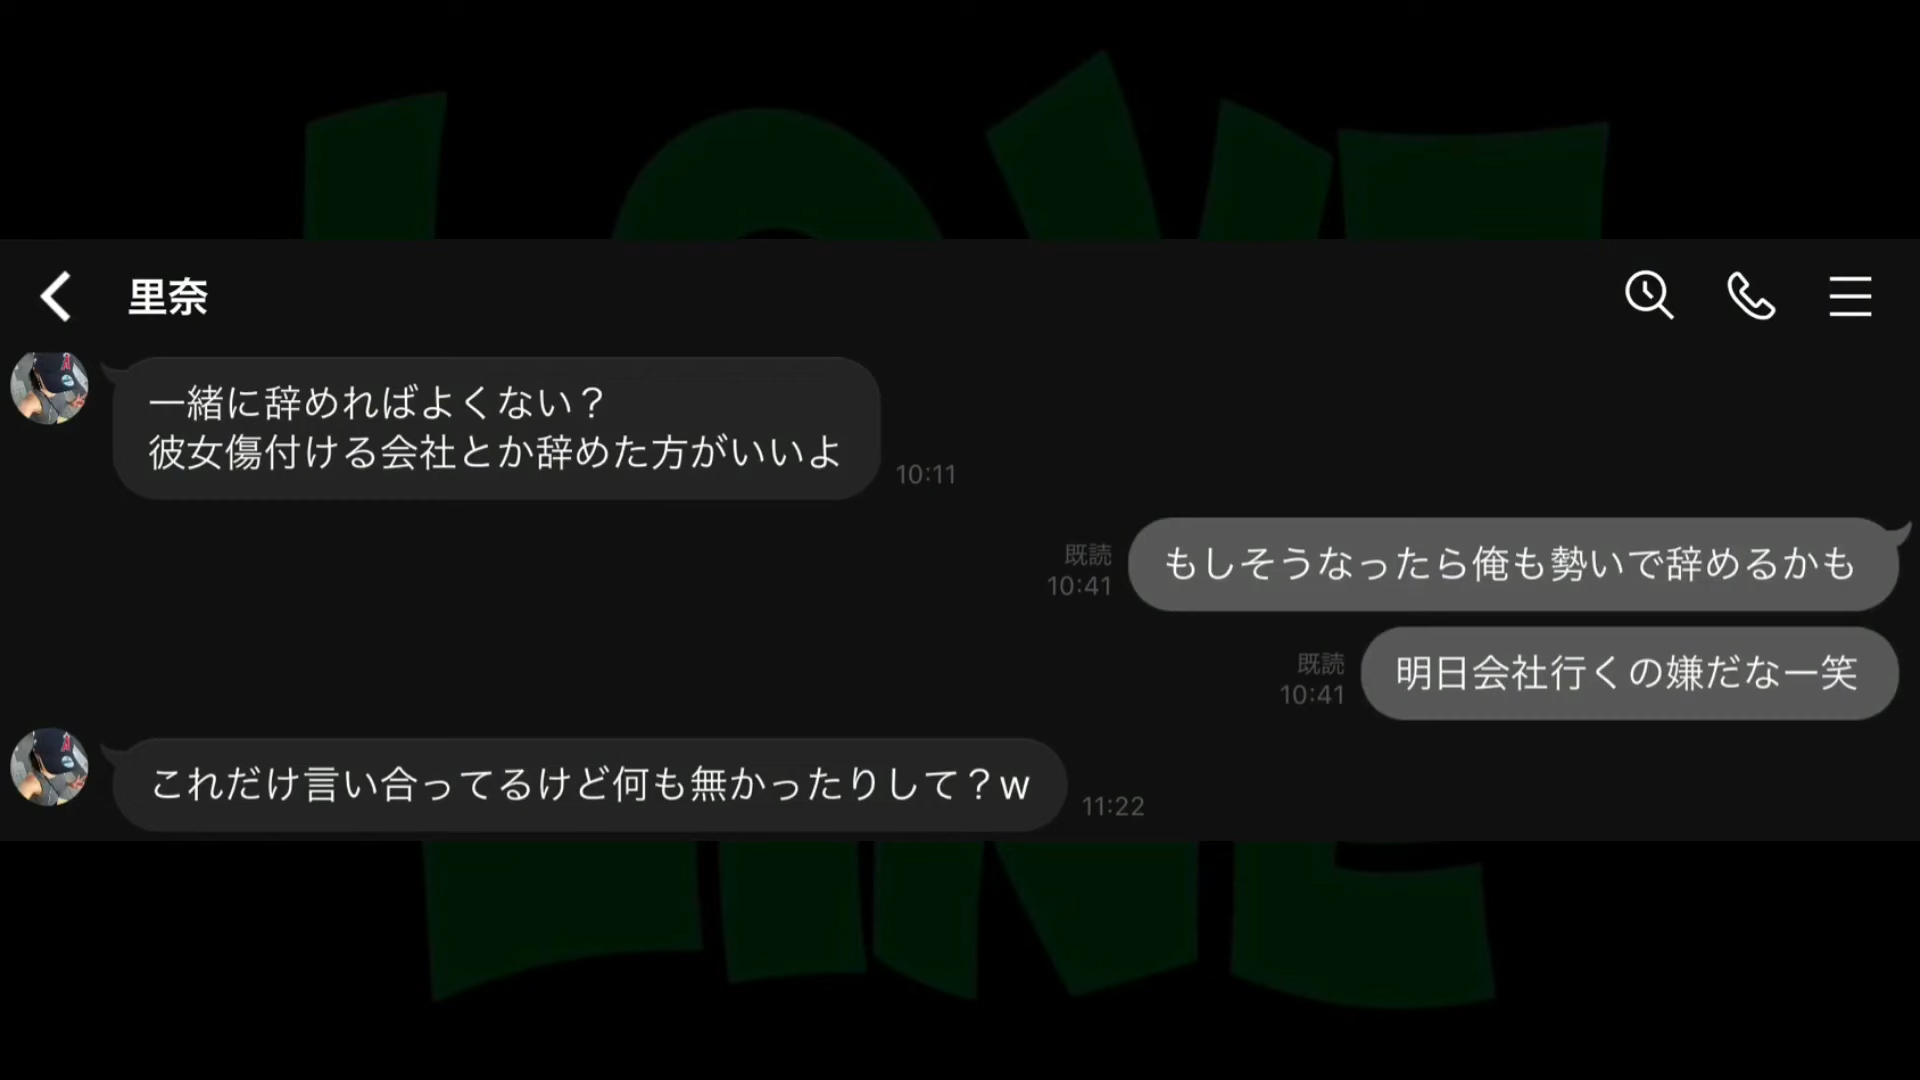 LOVE
里奈
一緒に辞めればよくない？
彼女傷付ける会社とか辞めた方がいいよ
10:11
既読
10:41
もしそうなったら俺も勢いで辞めるかも
既読
10:41
明日会社行くの嫌だなー笑
これだけ言い合ってるけど何も無かったりして？w
11:22
LINE